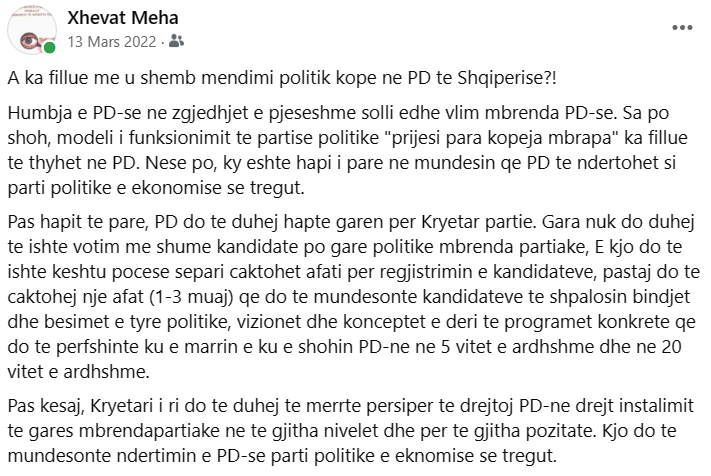 Xhevat Meha
13 Mars 2022 ·
A ka fillue me u shemb mendimi politik kope ne PD te Shqiperise?!
Humbja e PD-se ne zgjedhjet e pjeseshme solli edhe vlim mbrenda PD-se. Sa po
shoh, modeli i funksionimit te partise politike "prijesi para kopeja mbrapa" ka fillue
te thyhet ne PD. Nese po, ky eshte hapi i pare ne mundesin qe PD te ndertohet si
parti politike e ekonomise se tregut.
Pas hapit te pare, PD do te duhej hapte garen per Kryetar partie. Gara nuk do duhej
te ishte votim me shume kandidate po gare politike mbrenda partiake, E kjo do te
ishte keshtu pocese separi caktohet afati per regjistrimin e kandidateve, pastaj do te
caktohej nje afat (1-3 muaj) qe do te mundesonte kandidateve te shpalosin bindjet
dhe besimet e tyre politike, vizionet dhe konceptet e deri te programet konkrete qe
do te perfshinte ku e marrin e ku e shohin PD-ne ne 5 vitet e ardhshme dhe ne 20
vitet e ardhshme.
Pas kesaj, Kryetari i ri do te duhej te merrte persiper te drejtoj PD-ne drejt instalimit
te gares mbrendapartiake ne te gjitha nivelet dhe per te gjitha pozitate. Kjo do te
mundesonte ndertimin e PD-se parti politike e eknomise se tregut.